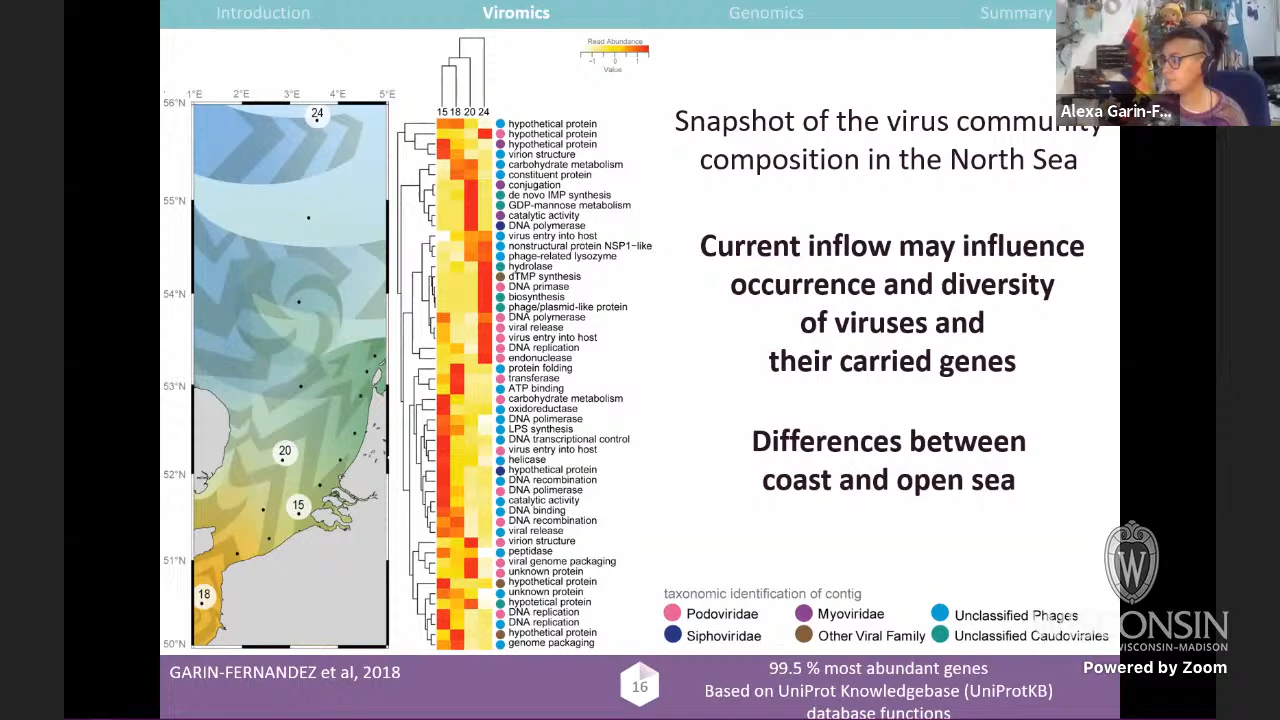 Introduction
Viromics
Genomics
Summary
Alexa Garin-F...
Read Abundance
−1 0 1
Value
1°E 2°E 3°E 4°E 5°E
56°N
55°N
54°N
53°N
52°N
51°N
50°N
24
20
15
18
15 18 20 24
hypothetical protein
hypothetical protein
hypothetical protein
virion structure
carbohydrate metabolism
constituent protein
conjugation
de novo IMP synthesis
GDP-mannose metabolism
catalytic activity
DNA polymerase
virus entry into host
nonstructural protein NSP1−like
phage-related lysozyme
hydrolase
dTMP synthesis
DNA primase
biosynthesis
phage/plasmid-like protein
DNA polymerase
viral release
virus entry into host
DNA replication
endonuclease
protein folding
transferase
ATP binding
carbohydrate metabolism
oxidoreductase
DNA polimerase
LPS synthesis
DNA transcriptional control
virus entry into host
helicase
hypothetical protein
DNA recombination
DNA polimerase
catalytic activity
DNA binding
DNA recombination
viral release
virion structure
peptidase
viral genome packaging
unknown protein
hypothetical protein
unknown protein
hypotetical protein
DNA replication
DNA replication
hypothetical protein
genome packaging
Snapshot of the virus community
composition in the North Sea
Current inflow may influence
occurrence and diversity
of viruses and
their carried genes
Differences between
coast and open sea
taxonomic identification of contig
Podoviridae
Myoviridae
Unclassified Phages
Siphoviridae
Other Viral Family
Unclassified Caudovirales
W
WISCONSIN
WISCONSIN–MADISON
Powered by Zoom
GARIN-FERNANDEZ et al, 2018
16
99.5 % most abundant genes
Based on UniProt Knowledgebase (UniProtKB)
database functions